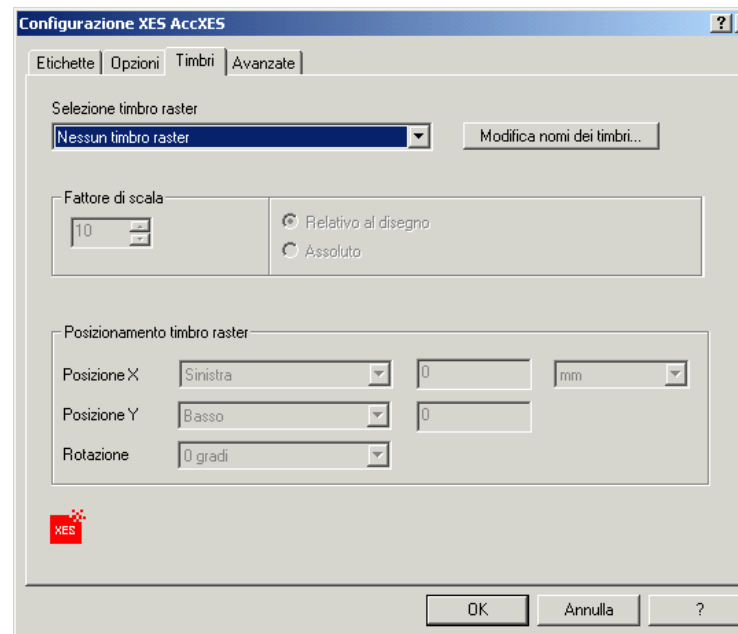 Configurazione XES AccXES ?
Etichette Opzioni Timbri Avanzate
Selezione timbro raster
Nessun timbro raster Modifica nomi dei timbri...
Fattore di scala
10 Relativo al disegno
Assoluto
Posizionamento timbro raster
Posizione X Sinistra 0 mm
Posizione Y Basso 0
Rotazione 0 gradi
XES
OK Annulla ?